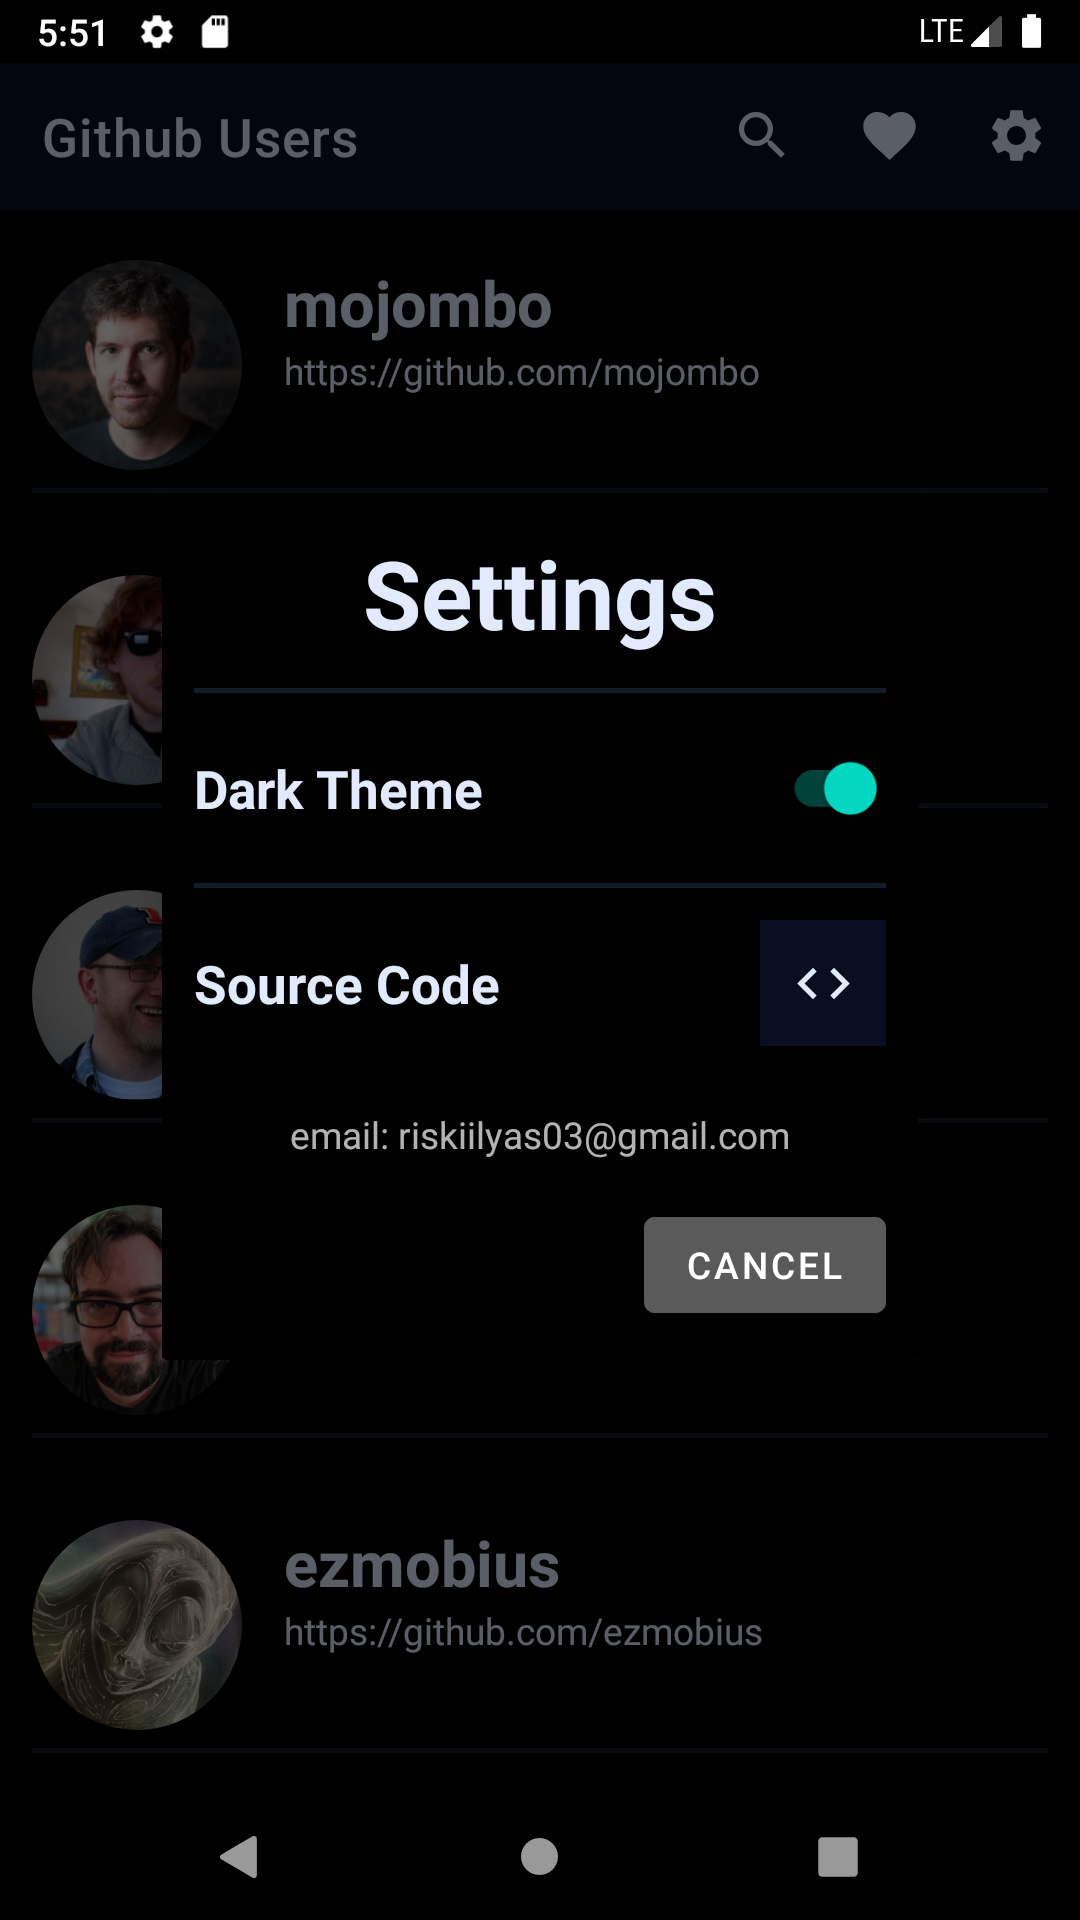 5:51
LTE
Github Users
mojombo
https://github.com/mojombo
Settings
Dark Theme
Source Code
email: riskiilyas03@gmail.com
CANCEL
ezmobius
https://github.com/ezmobius